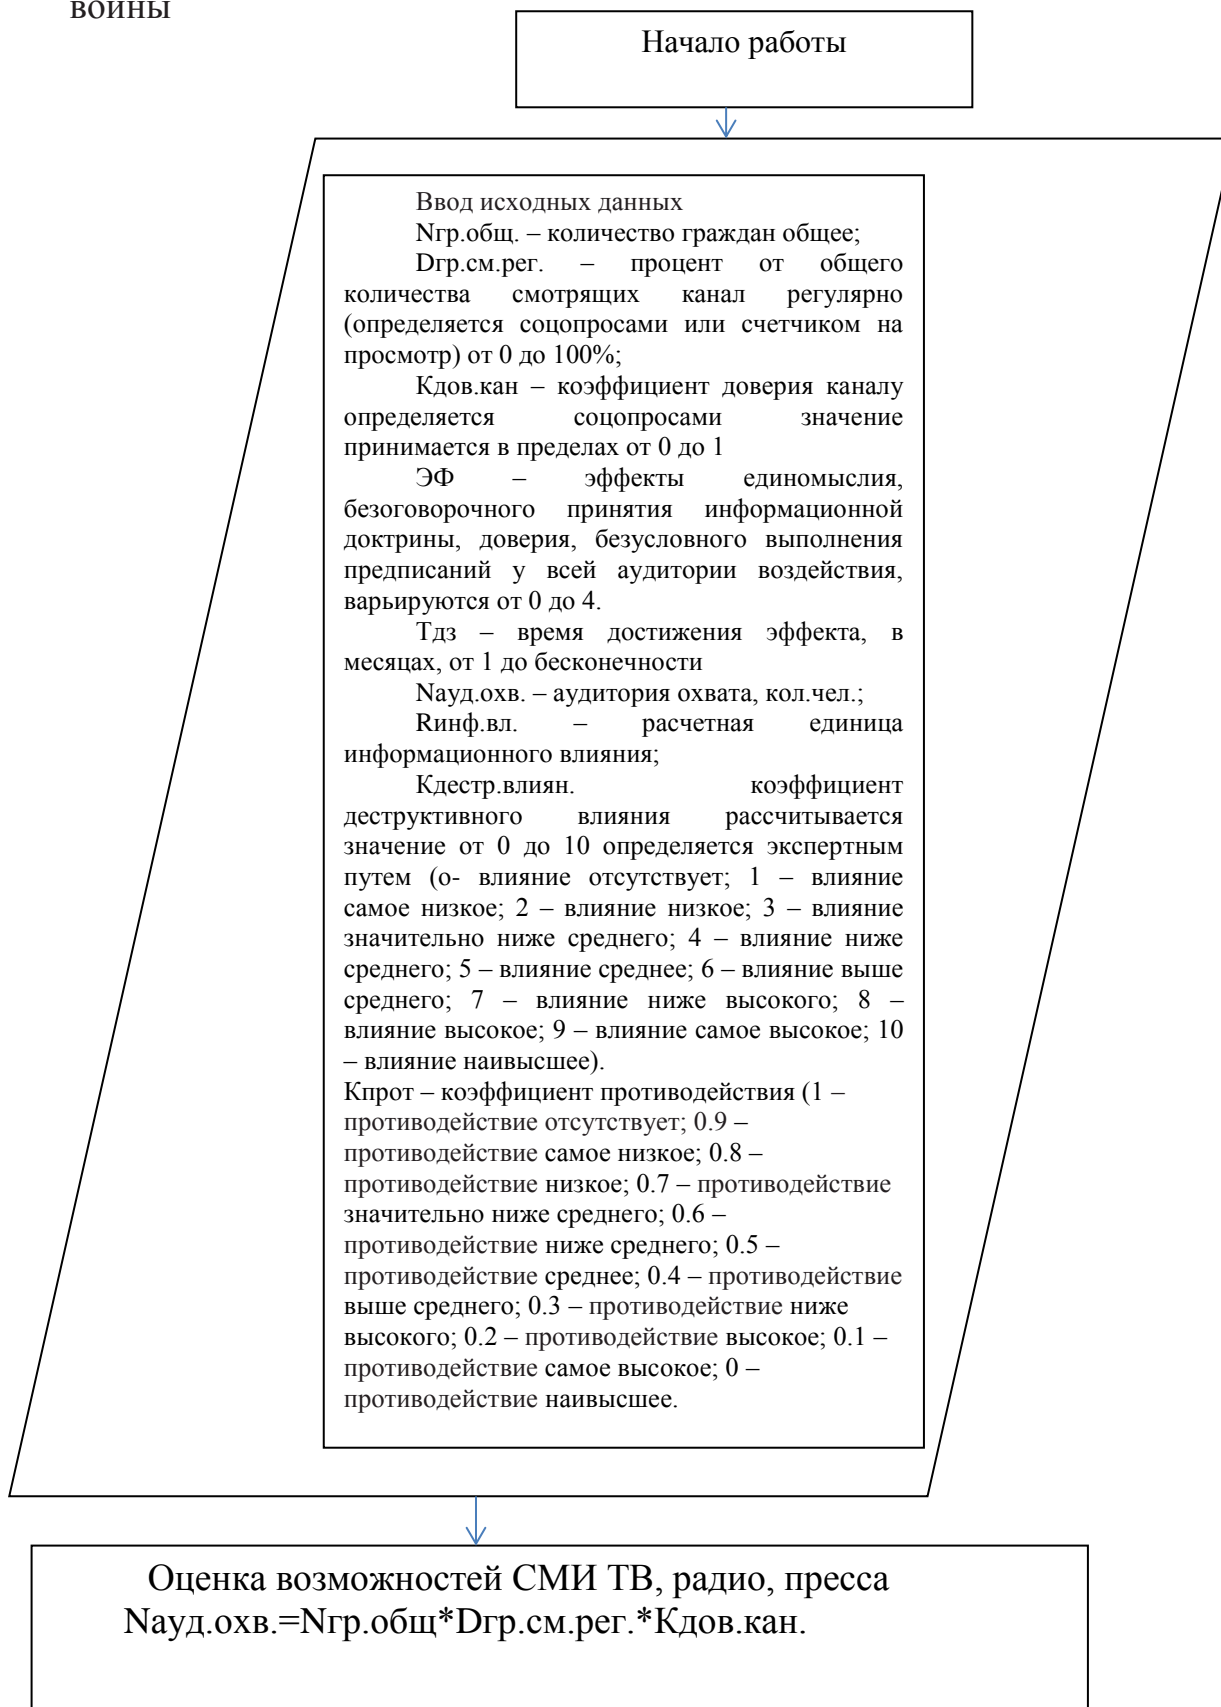 войны
Начало работы
Ввод исходных данных
Nгр.общ. – количество граждан общее;
Dгр.см.рег. – процент от общего
количества смотрящих канал регулярно
(определяется соцопросами или счетчиком на
просмотр) от 0 до 100%;
Кдов.кан – коэффициент доверия каналу
определяется соцопросами значение
принимается в пределах от 0 до 1
ЭФ – эффекты единомыслия,
безоговорочного принятия информационной
доктрины, доверия, безусловного выполнения
предписаний у всей аудитории воздействия,
варьируются от 0 до 4.
Тдз – время достижения эффекта, в
месяцах, от 1 до бесконечности
Nауд.охв. – аудитория охвата, кол.чел.;
Rинф.вл. – расчетная единица
информационного влияния;
Кдестр.влиян. коэффициент
деструктивного влияния рассчитывается
значение от 0 до 10 определяется экспертным
путем (о- влияние отсутствует; 1 – влияние
самое низкое; 2 – влияние низкое; 3 – влияние
значительно ниже среднего; 4 – влияние ниже
среднего; 5 – влияние среднее; 6 – влияние выше
среднего; 7 – влияние ниже высокого; 8 –
влияние высокое; 9 – влияние самое высокое; 10
– влияние наивысшее).
Кпрот – коэффициент противодействия (1 –
противодействие отсутствует; 0.9 –
противодействие самое низкое; 0.8 –
противодействие низкое; 0.7 – противодействие
значительно ниже среднего; 0.6 –
противодействие ниже среднего; 0.5 –
противодействие среднее; 0.4 – противодействие
выше среднего; 0.3 – противодействие ниже
высокого; 0.2 – противодействие высокое; 0.1 –
противодействие самое высокое; 0 –
противодействие наивысшее.
Оценка возможностей СМИ ТВ, радио, пресса
Nауд.охв.=Nгр.общ*Dгр.см.рег.*Кдов.кан.